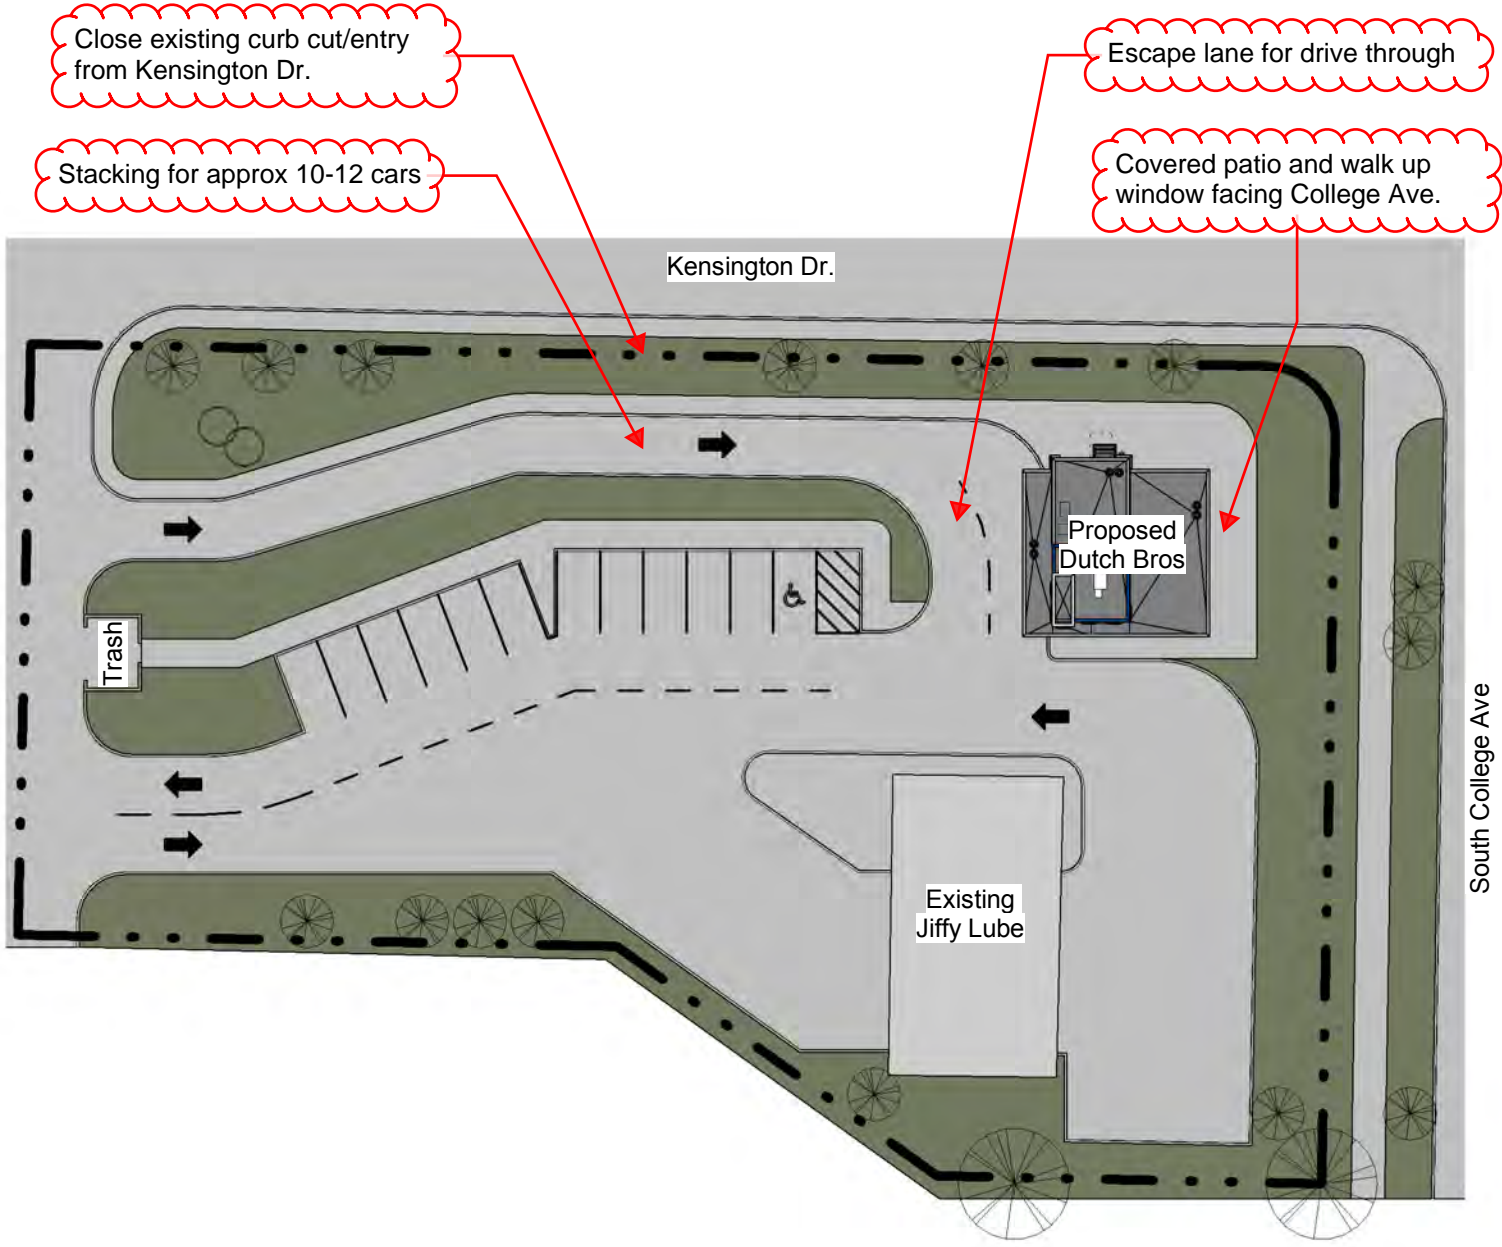 Close existing curb cut/entry
from Kensington Dr.
Escape lane for drive through
Stacking for approx 10-12 cars
Covered patio and walk up
window facing College Ave.
Kensington Dr.
Proposed
Dutch Bros
Trash
South College Ave
Existing
Jiffy Lube